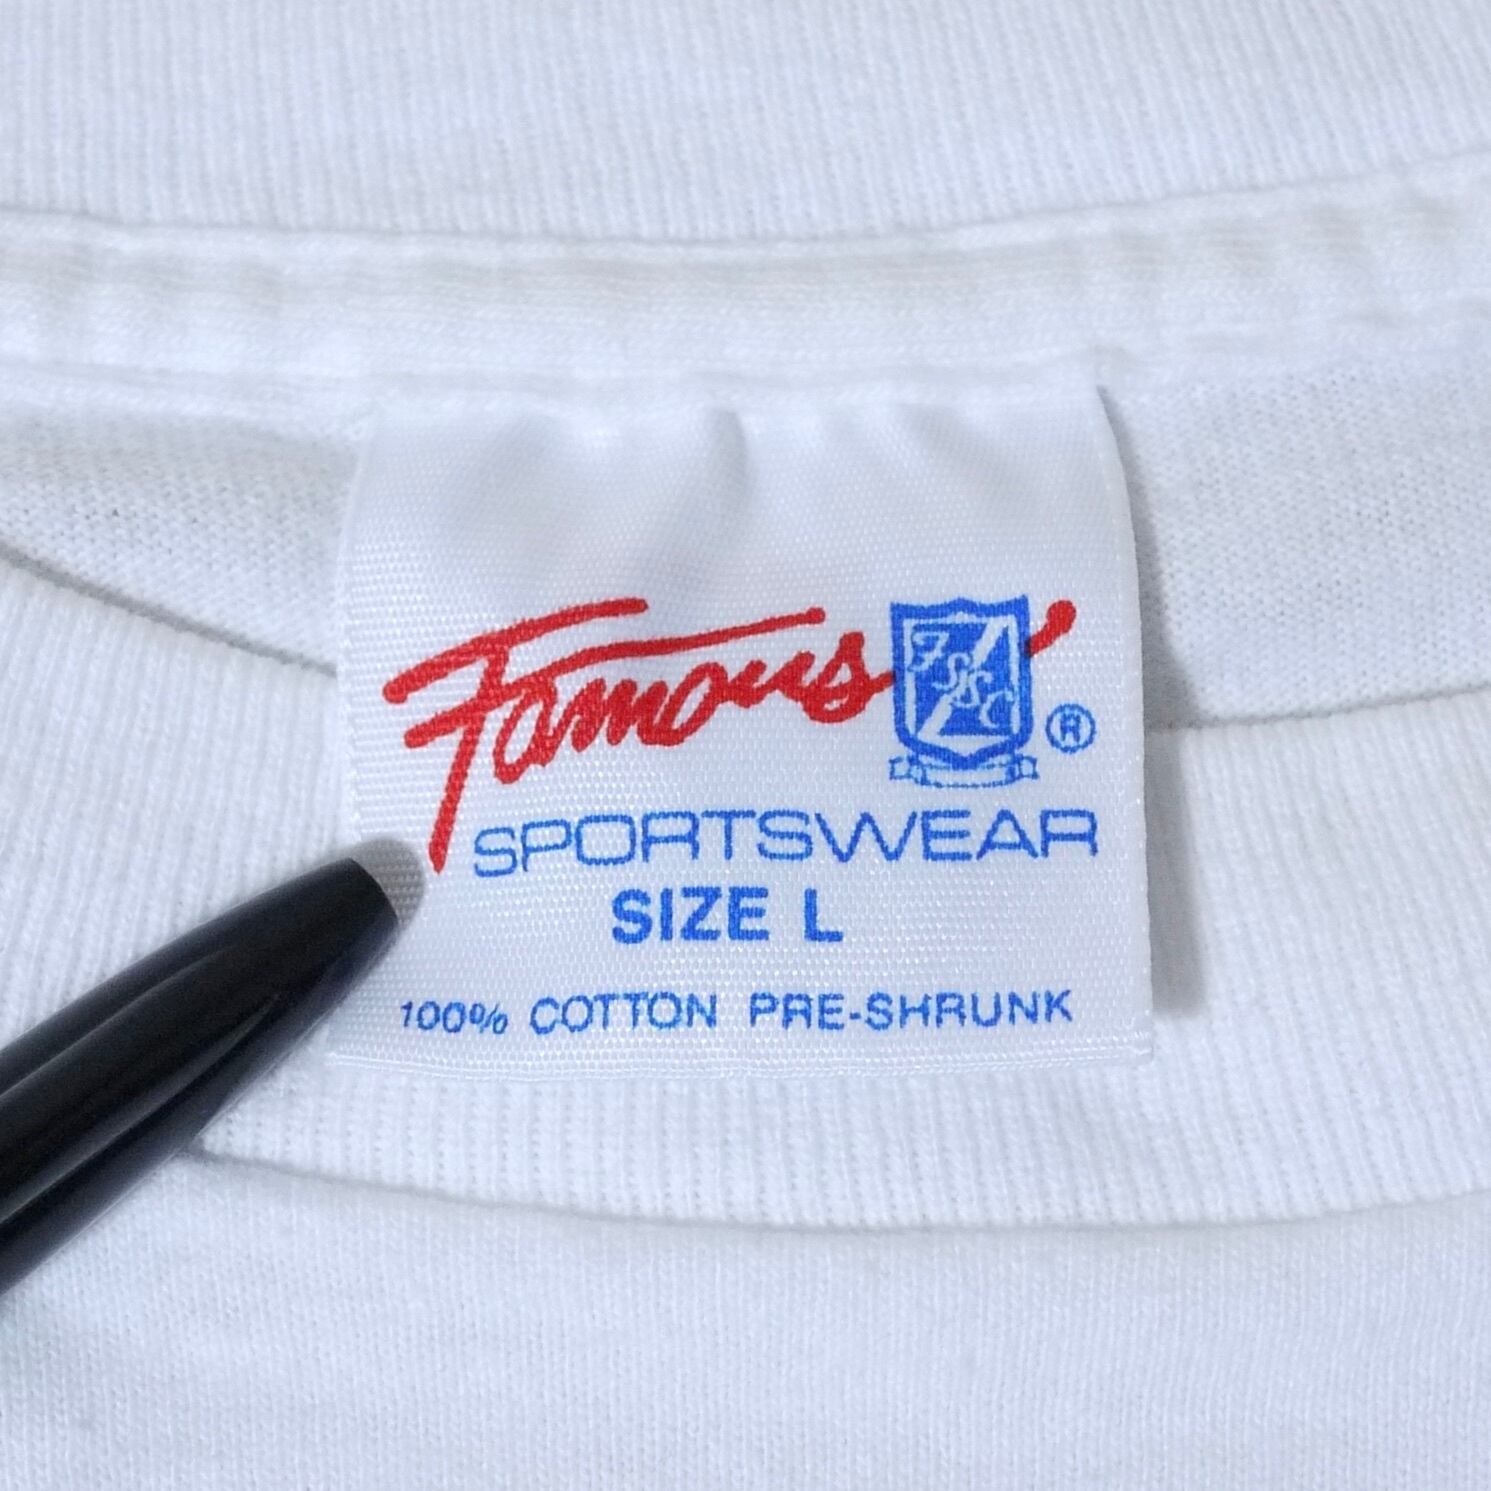 Famous
FSSC
®
SPORTSWEAR
SIZE L
100% COTTON PRE-SHRUNK